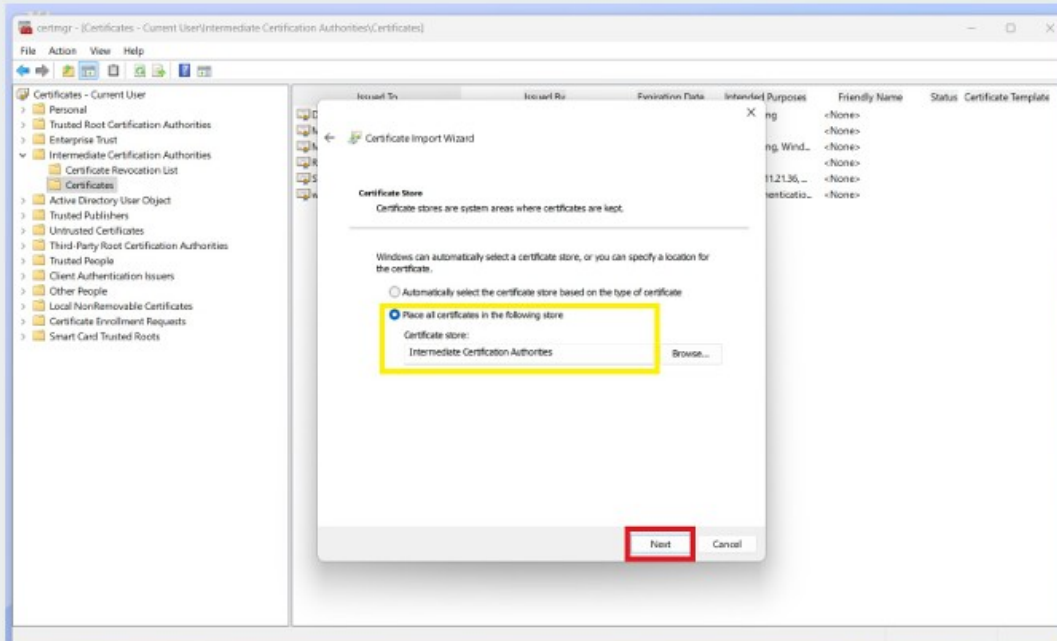 certmgr - [Certificates - Current User\Intermediate Certification Authorities\Certificates]
File Action View Help
Certificates - Current User
Personal
Trusted Root Certification Authorities
Enterprise Trust
Intermediate Certification Authorities
Certificate Revocation List
Certificates
Active Directory User Object
Trusted Publishers
Untrusted Certificates
Third-Party Root Certification Authorities
Trusted People
Client Authentication Issuers
Other People
Local NonRemovable Certificates
Certificate Enrollment Requests
Smart Card Trusted Roots
Issued To Issued By Expiration Date Intended Purposes Friendly Name Status Certificate Template
<None>
<None>
<None>
<None>
<None>
<None>
Certificate Import Wizard
Certificate Store
Certificate stores are system areas where certificates are kept.
Windows can automatically select a certificate store, or you can specify a location for
the certificate.
Automatically select the certificate store based on the type of certificate
Place all certificates in the following store
Certificate store:
Intermediate Certification Authorities
Browse...
Next Cancel